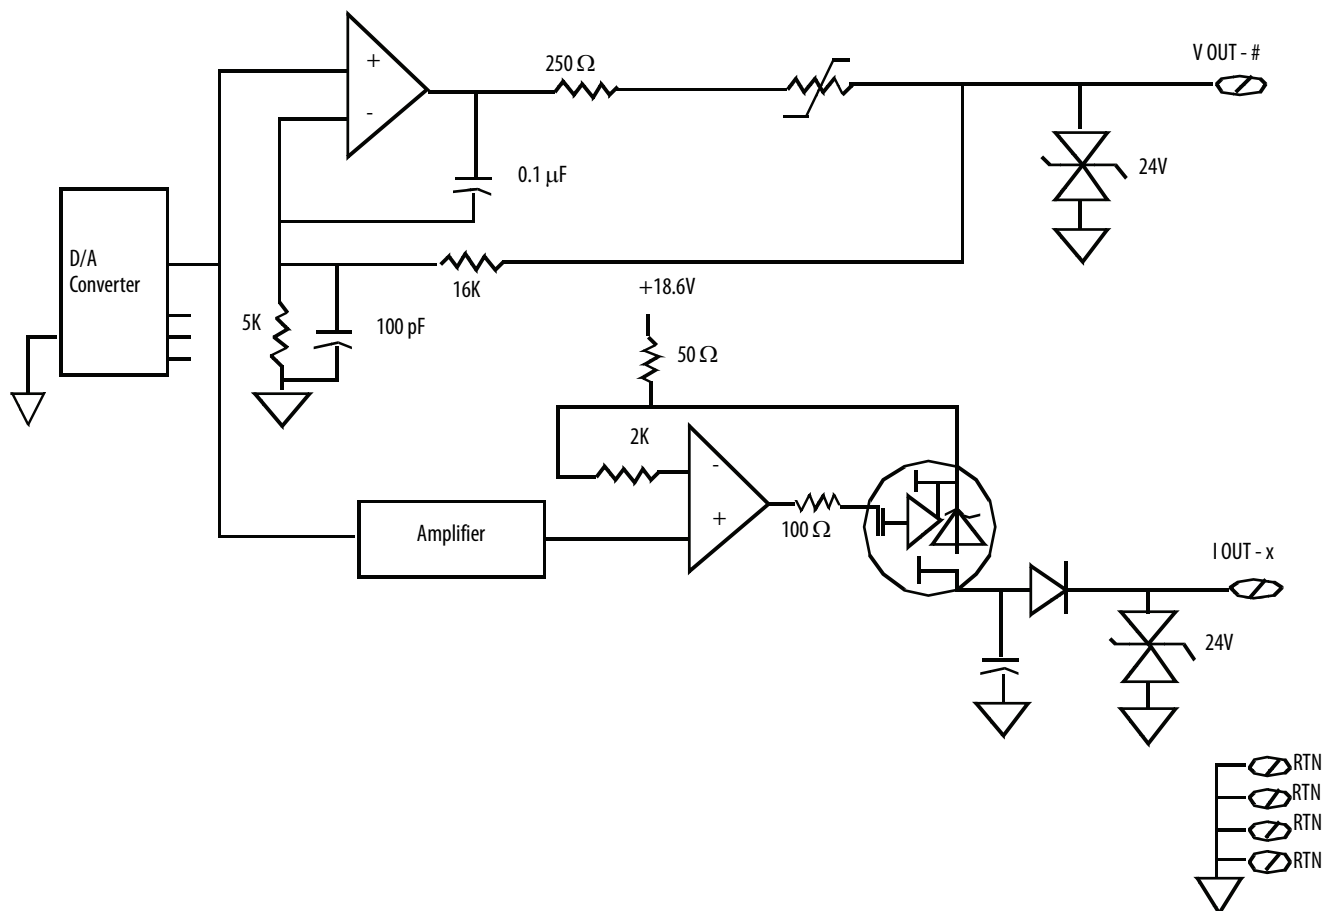 V OUT - #
250 Ω
+
-
0.1 μF
24V
D/A
Converter
16K
+18.6V
5K
100 pF
50 Ω
2K
-
+
Amplifier
100 Ω
I OUT - x
24V
RTN
RTN
RTN
RTN